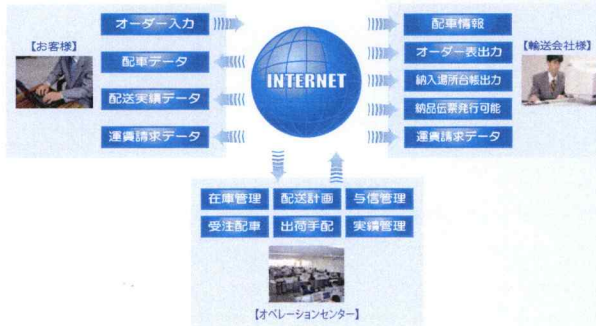 【お客様】
オーダー入力
配車データ
配送実績データ
運賃請求データ
INTERNET
配車情報
オーダー表出力
納入場所台帳出力
納品伝票発行可能
運賃請求データ
【輸送会社様】
在庫管理 配送計画 与信管理
受注配車 出荷手配 実績管理
【オペレーションセンター】